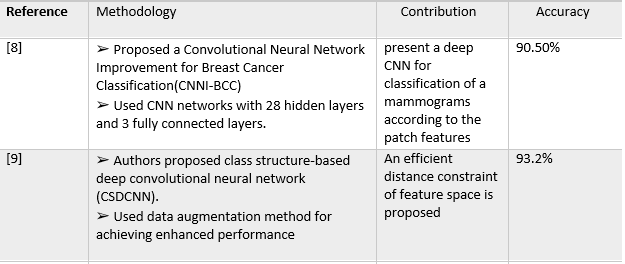 Reference Methodology Contribution Accuracy
[8]
➢ Proposed a Convolutional Neural Network
Improvement for Breast Cancer
Classification(CNNI-BCC)
➢ Used CNN networks with 28 hidden layers
and 3 fully connected layers.
present a deep
CNN for
classification of a
mammograms
according to the
patch features
90.50%
[9]
➢ Authors proposed class structure-based
deep convolutional neural network
(CSDCNN).
➢ Used data augmentation method for
achieving enhanced performance
An efficient
distance constraint
of feature space is
proposed
93.2%